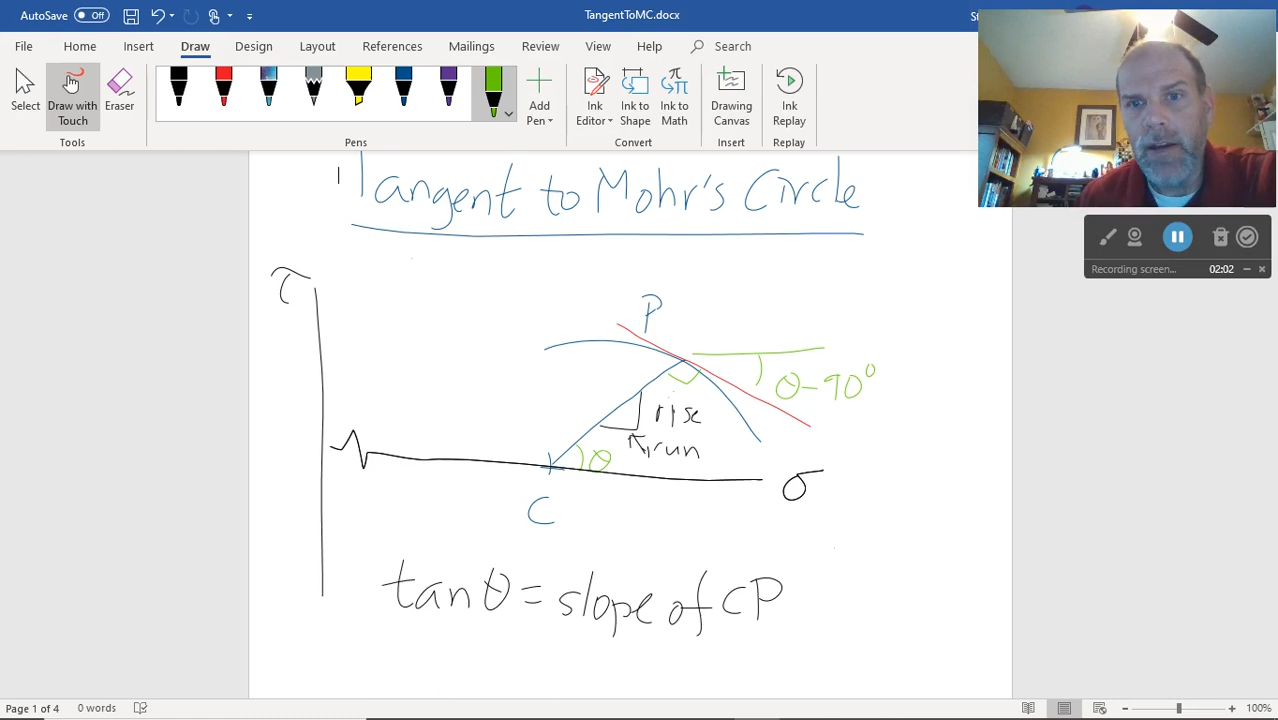 AutoSave Off TangentToMC.docx
File Home Insert Draw Design Layout References Mailings Review View Help Search
Select Draw with Touch Eraser Add Pen Ink Editor Ink to Shape Ink to Math Drawing Canvas Ink Replay
Tools Pens Convert Insert Replay
Tangent to Mohr's Circle
Recording screen... 02:02
τ
P
θ-90°
rise
run
θ
σ
C
tanθ = slope of CP
Page 1 of 4 0 words 100%